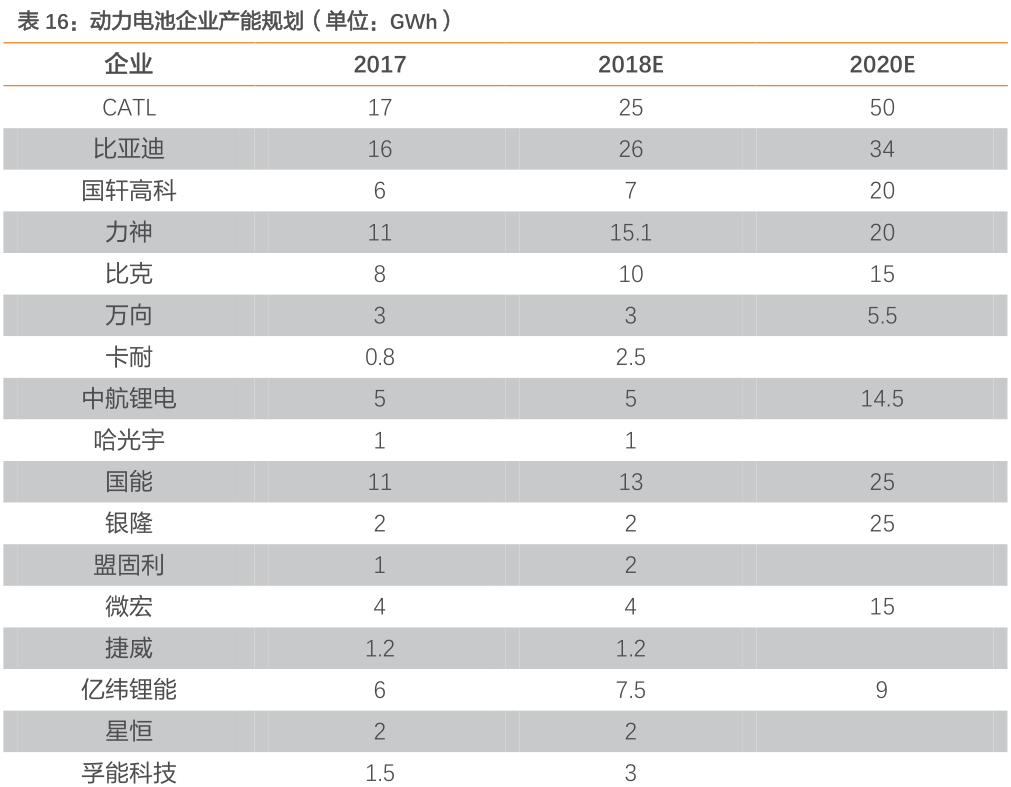 表 16：动力电池企业产能规划（单位：GWh）
企业 2017 2018E 2020E
CATL 17 25 50
比亚迪 16 26 34
国轩高科 6 7 20
力神 11 15.1 20
比克 8 10 15
万向 3 3 5.5
卡耐 0.8 2.5
中航锂电 5 5 14.5
哈光宇 1 1
国能 11 13 25
银隆 2 2 25
盟固利 1 2
微宏 4 4 15
捷威 1.2 1.2
亿纬锂能 6 7.5 9
星恒 2 2
孚能科技 1.5 3